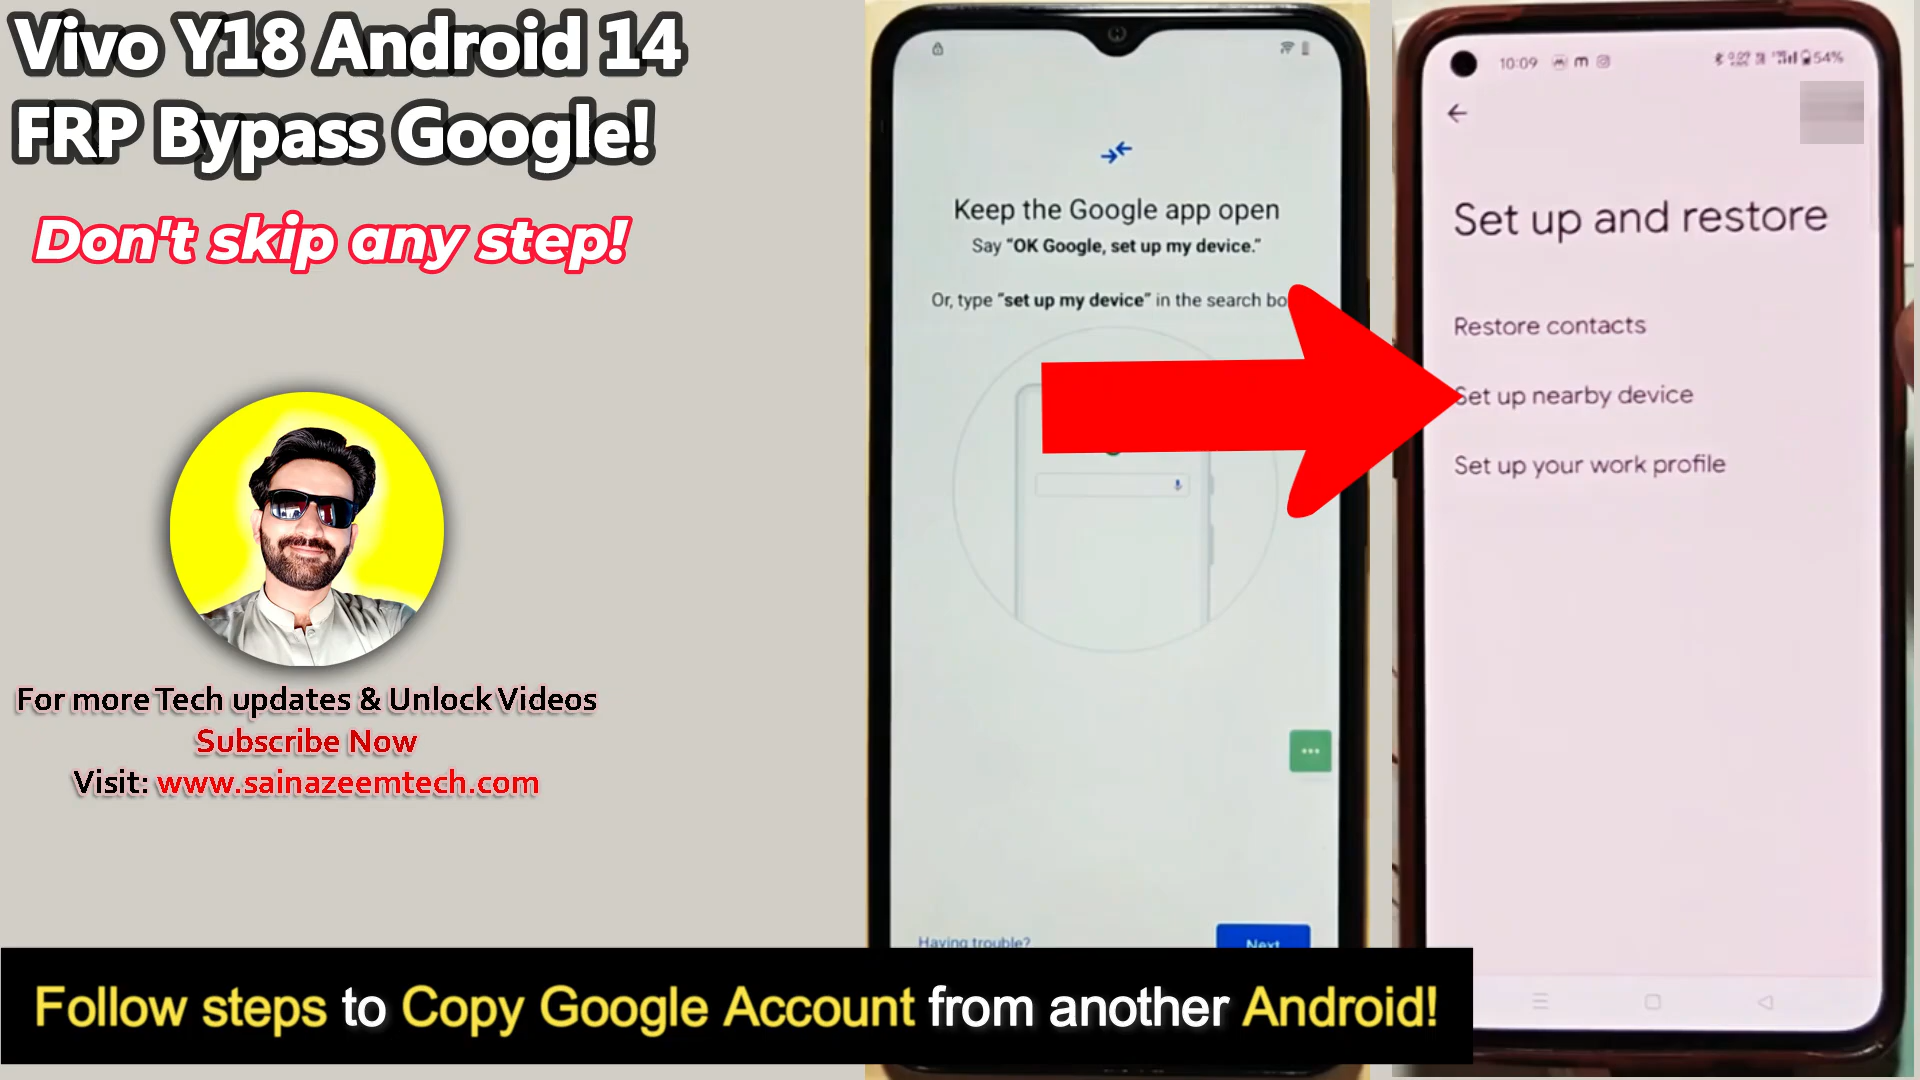 Vivo Y18 Android 14
FRP Bypass Google!
Don't skip any step!
For more Tech updates & Unlock Videos
Subscribe Now
Visit: www.sainazeemtech.com
Keep the Google app open
Say “OK Google, set up my device.”
Or, type “set up my device” in the search bo
Having trouble?
Next
10:09
54%
Set up and restore
Restore contacts
Set up nearby device
Set up your work profile
Follow steps to Copy Google Account from another Android!